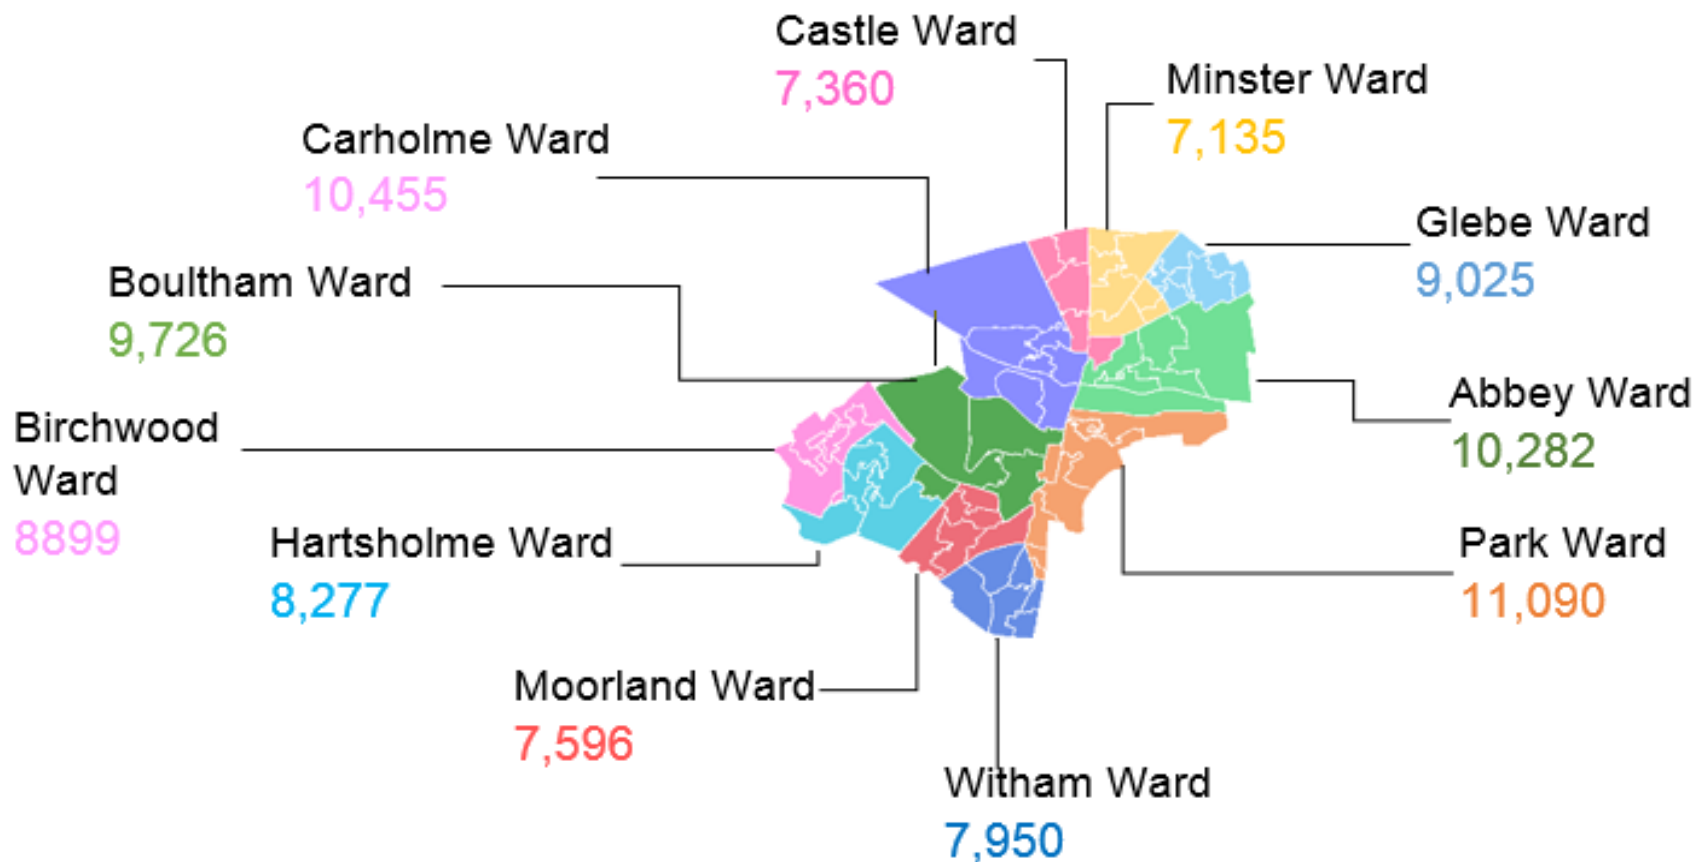 Castle Ward
7,360
Minster Ward
7,135
Carholme Ward
10,455
Glebe Ward
9,025
Boultham Ward
9,726
Abbey Ward
10,282
Birchwood
Ward
8899
Hartsholme Ward
8,277
Park Ward
11,090
Moorland Ward
7,596
Witham Ward
7,950